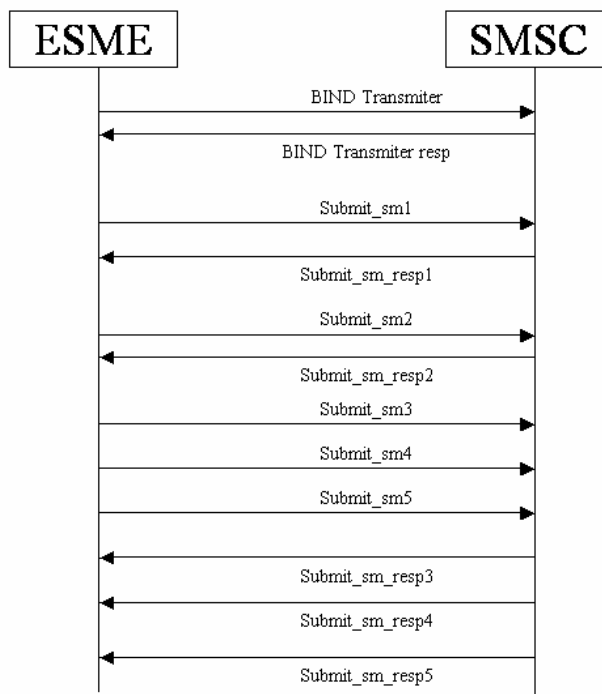 ESME
SMSC
BIND Transmiter
BIND Transmiter resp
Submit_sm1
Submit_sm_resp1
Submit_sm2
Submit_sm_resp2
Submit_sm3
Submit_sm4
Submit_sm5
Submit_sm_resp3
Submit_sm_resp4
Submit_sm_resp5